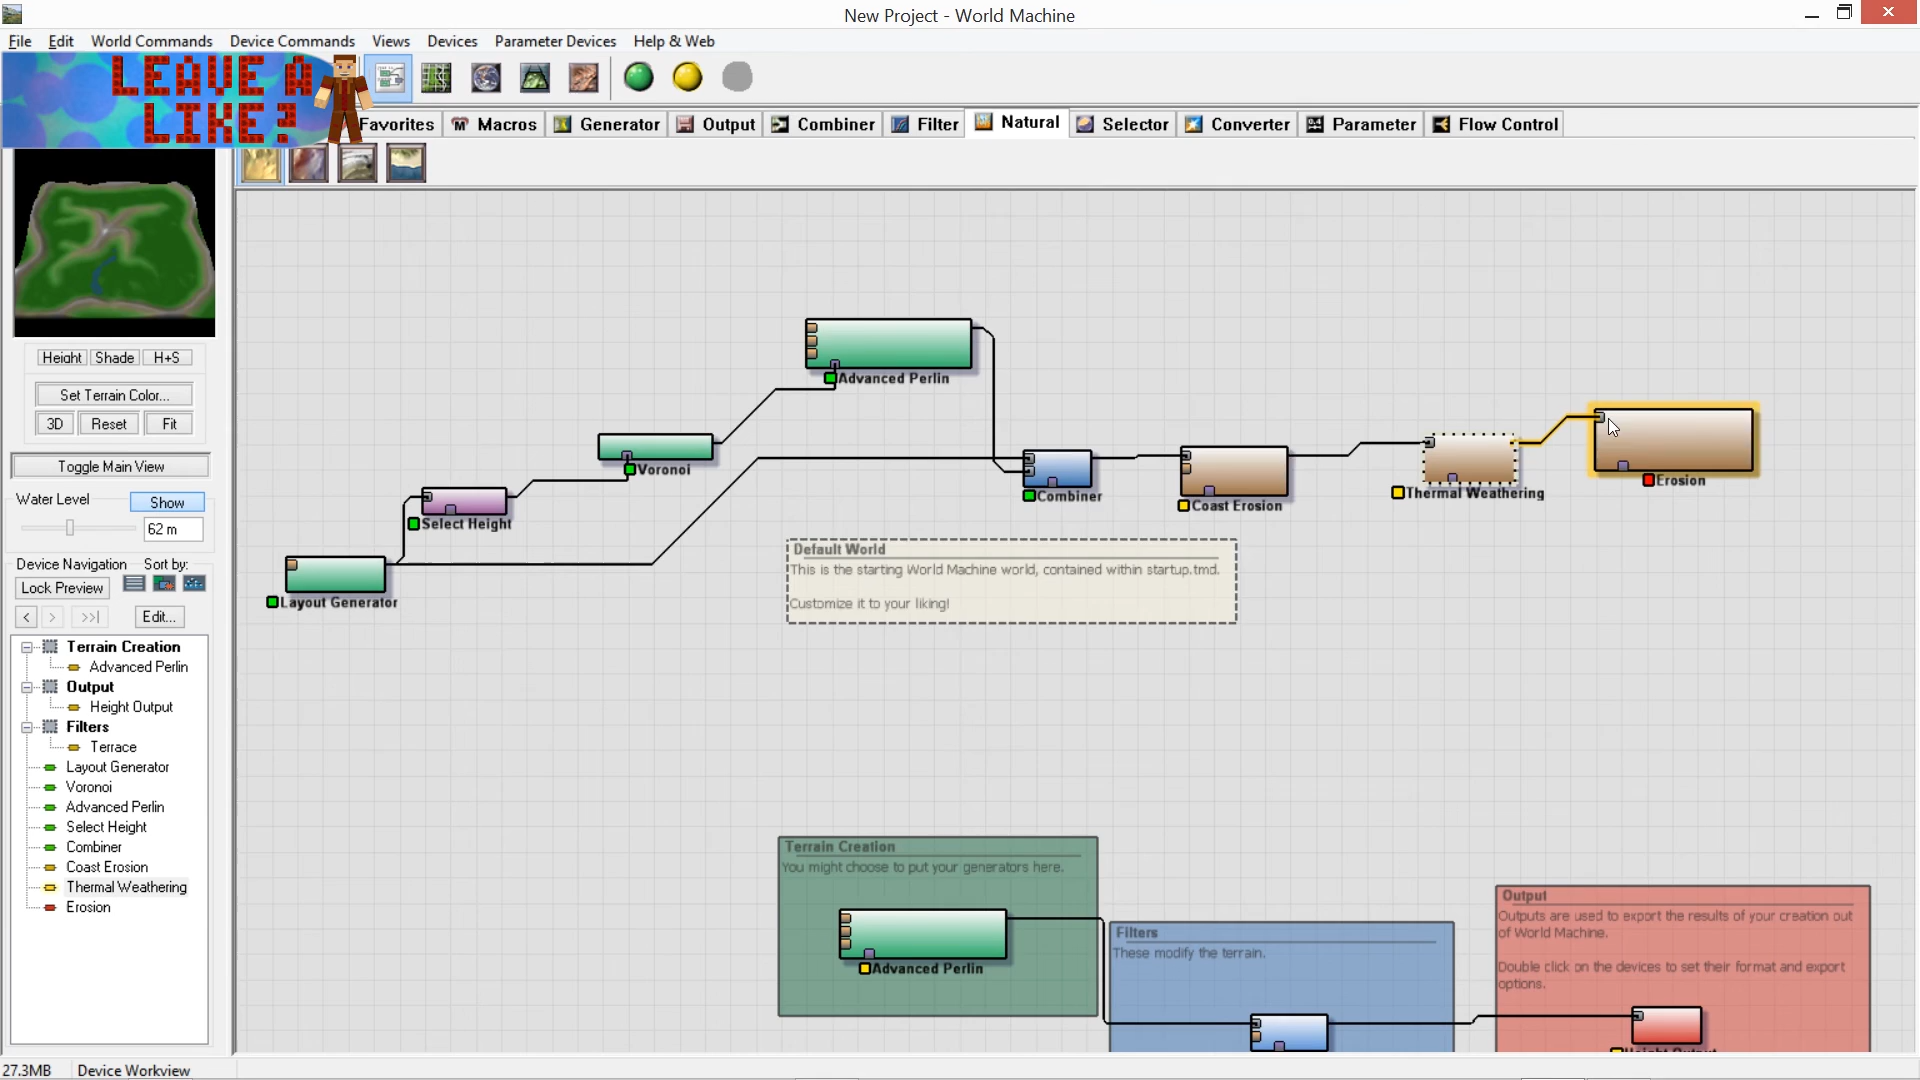 New Project - World Machine
File Edit World Commands Device Commands Views Devices Parameter Devices Help & Web
LEAVE A
LIKE?
Favorites Macros Generator Output Combiner Filter Natural Selector Converter Parameter Flow Control
Height Shade H+S
Set Terrain Color...
3D Reset Fit
Toggle Main View
Water Level Show
62 m
Device Navigation Sort by:
Lock Preview
< > >>| Edit...
Terrain Creation
Advanced Perlin
Output
Height Output
Filters
Terrace
Layout Generator
Voronoi
Advanced Perlin
Select Height
Combiner
Coast Erosion
Thermal Weathering
Erosion
Advanced Perlin
Voronoi
Select Height
Layout Generator
Combiner
Coast Erosion
Thermal Weathering
Erosion
Default World
This is the starting World Machine world, contained within startup.tmd.
Customize it to your liking!
Terrain Creation
You might choose to put your generators here.
Advanced Perlin
Filters
These modify the terrain.
Output
Outputs are used to export the results of your creation out
of World Machine.
Double click on the devices to set their format and export
options.
Height Output
27.3MB Device Workview